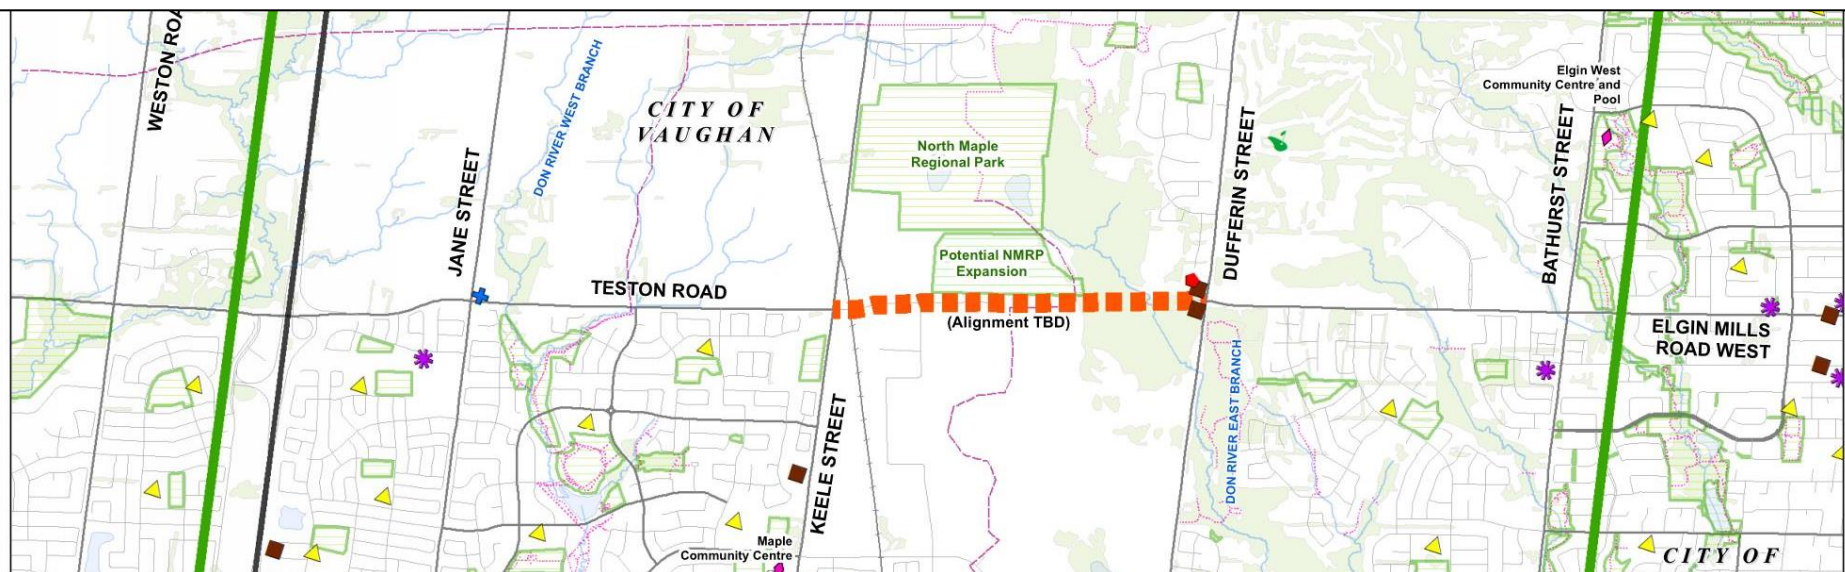 WESTON ROA
DON RIVER WEST BRANCH
CITY OF
VAUGHAN
JANE STREET
North Maple
Regional Park
Potential NMRP
Expansion
DUFFERIN STREET
Elgin West
Community Centre and
Pool
BATHURST STREET
TESTON ROAD
(Alignment TBD)
ELGIN MILLS
ROAD WEST
KEELE STREET
DON RIVER EAST BRANCH
Maple
Community Centre
CITY OF